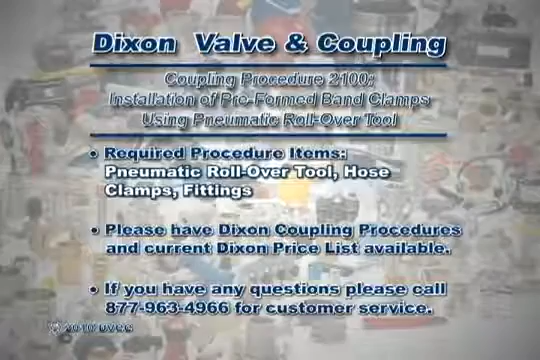 Dixon Valve & Coupling
Coupling Procedure 2100:
Installation of Pre-Formed Band Clamps
Using Pneumatic Roll-Over Tool
• Required Procedure Items:
Pneumatic Roll-Over Tool, Hose
Clamps, Fittings
• Please have Dixon Coupling Procedures
and current Dixon Price List available.
• If you have any questions please call
877-963-4966 for customer service.
2010 DVCC